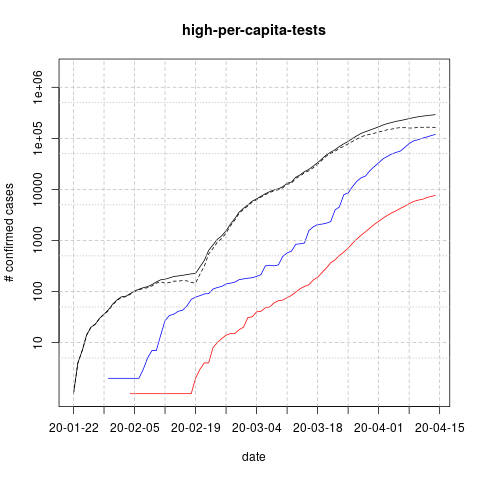 high-per-capita-tests
# confirmed cases
1e+06
1e+05
10000
1000
100
10
20-01-22 20-02-05 20-02-19 20-03-04 20-03-18 20-04-01 20-04-15
date